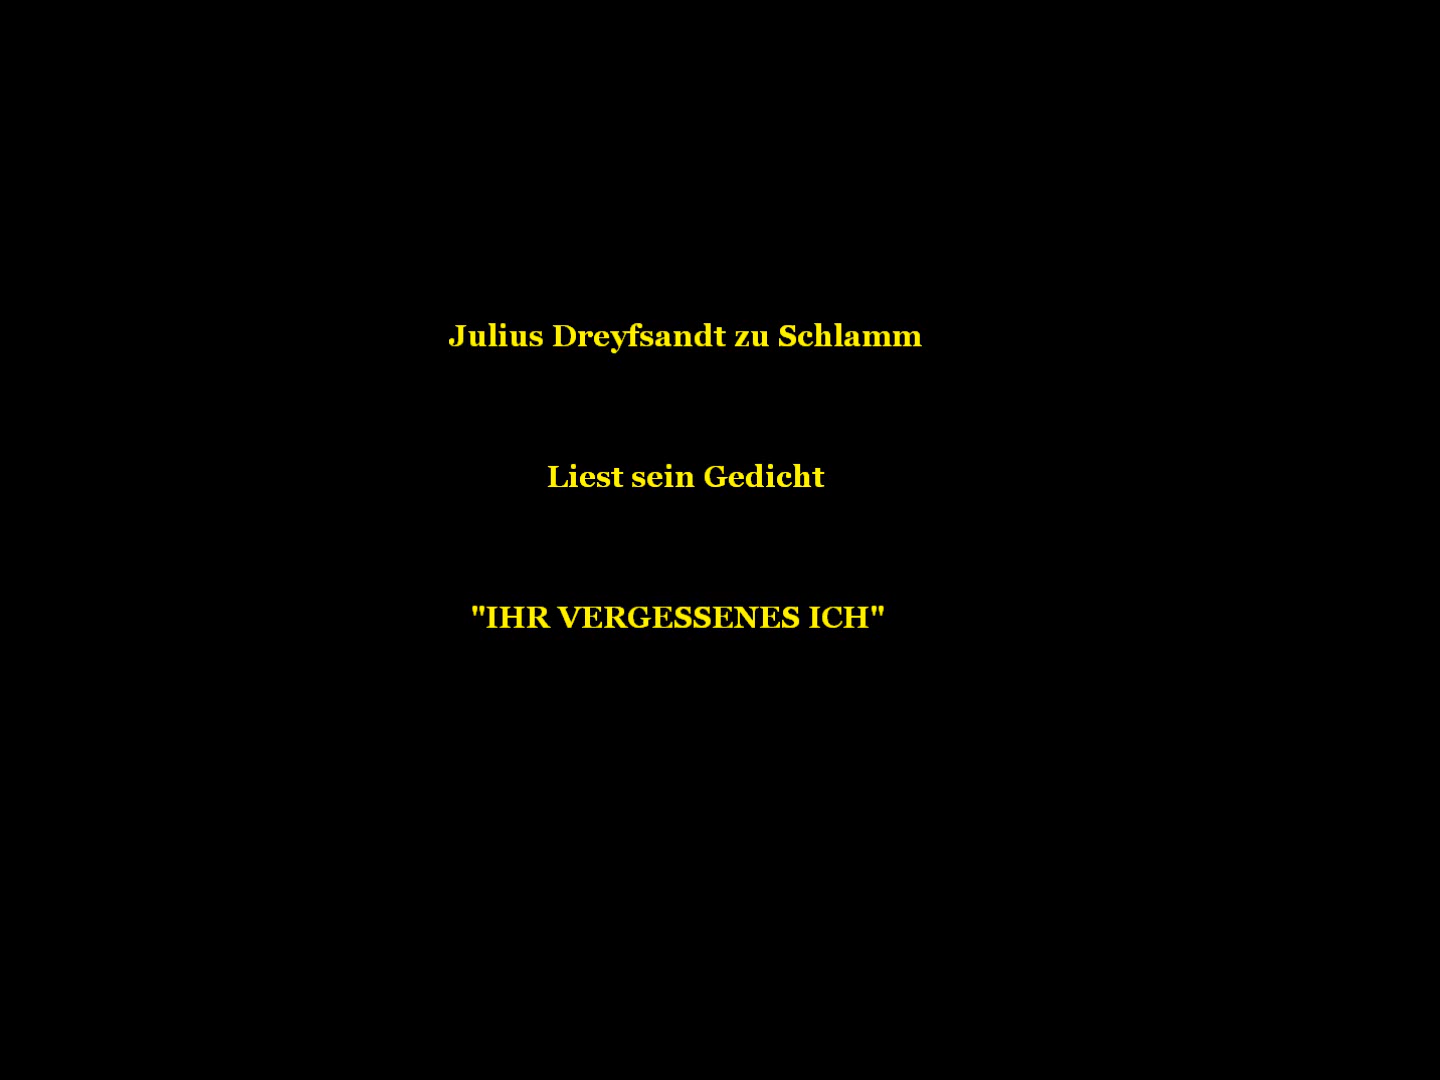 Julius Dreyfsandt zu Schlamm
Liest sein Gedicht
"IHR VERGESSENES ICH"